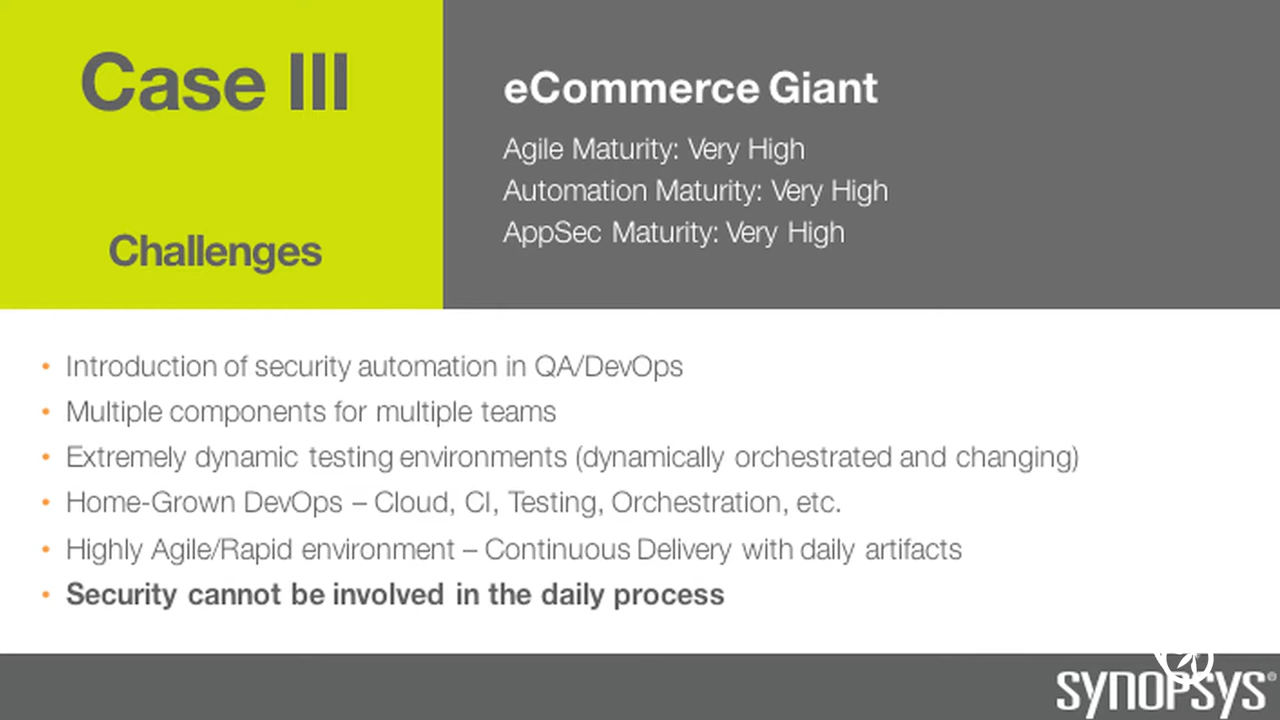 Case III
Challenges
eCommerce Giant
Agile Maturity: Very High
Automation Maturity: Very High
AppSec Maturity: Very High
• Introduction of security automation in QA/DevOps
• Multiple components for multiple teams
• Extremely dynamic testing environments (dynamically orchestrated and changing)
• Home-Grown DevOps – Cloud, CI, Testing, Orchestration, etc.
• Highly Agile/Rapid environment – Continuous Delivery with daily artifacts
• Security cannot be involved in the daily process
SYNOPSYS®